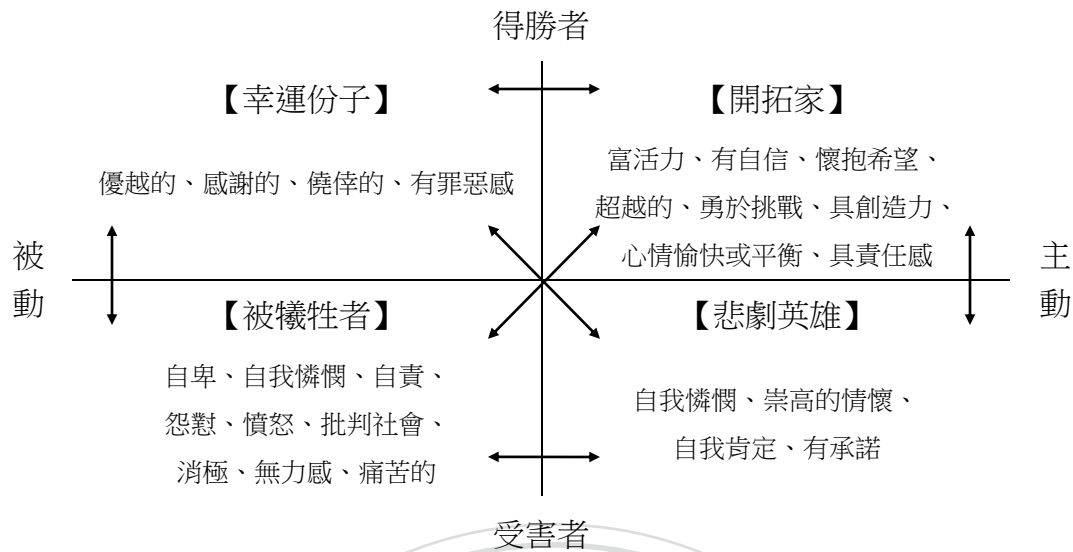 得勝者
【幸運份子】
優越的、感謝的、僥倖的、有罪惡感
【開拓家】
富活力、有自信、懷抱希望、
超越的、勇於挑戰、具創造力、
心情愉快或平衡、具責任感
被動
主動
【被犧牲者】
自卑、自我憐憫、自責、
怨懟、憤怒、批判社會、
消極、無力感、痛苦的
【悲劇英雄】
自我憐憫、崇高的情懷、
自我肯定、有承諾
受害者